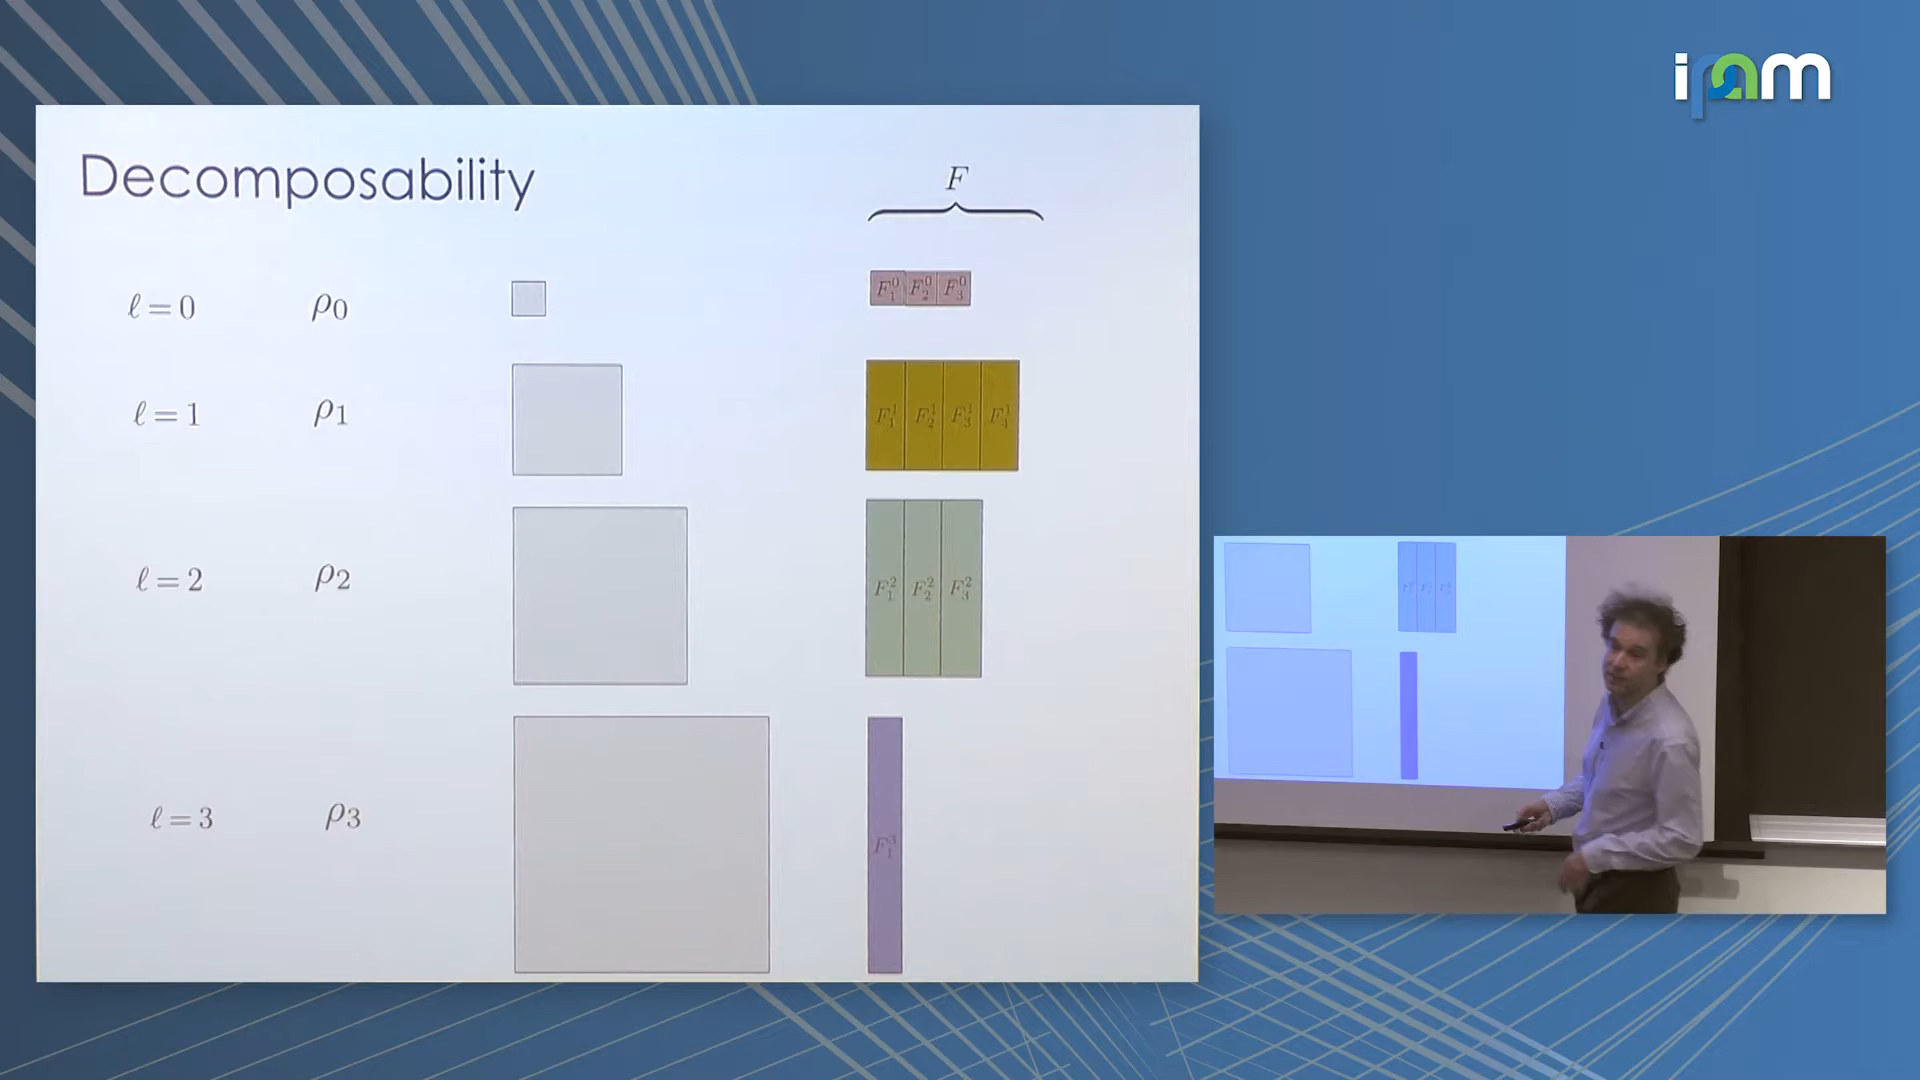 ipam
Decomposability
F
ℓ = 0 ρ₀ F₁⁰ F₂⁰ F₃⁰
ℓ = 1 ρ₁ F₁¹ F₂¹ F₃¹ F₄¹
ℓ = 2 ρ₂ F₁² F₂² F₃²
ℓ = 3 ρ₃ F₁³